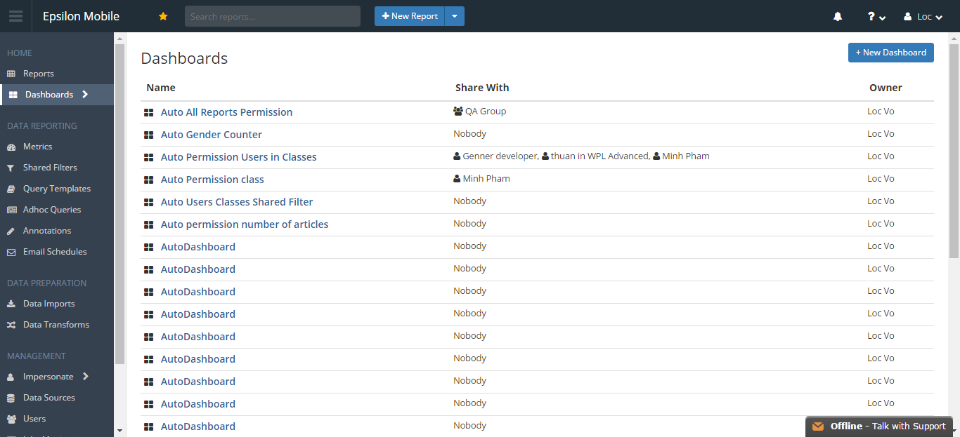 Epsilon Mobile Search reports... + New Report ? Loc
HOME
Reports
Dashboards
DATA REPORTING
Metrics
Shared Filters
Query Templates
Adhoc Queries
Annotations
Email Schedules
DATA PREPARATION
Data Imports
Data Transforms
MANAGEMENT
Impersonate
Data Sources
Users
Dashboards + New Dashboard
Name Share With Owner
Auto All Reports Permission QA Group Loc Vo
Auto Gender Counter Nobody Loc Vo
Auto Permission Users in Classes Genner developer, thuan in WPL Advanced, Minh Pham Loc Vo
Auto Permission class Minh Pham Loc Vo
Auto Users Classes Shared Filter Nobody Loc Vo
Auto permission number of articles Nobody Loc Vo
AutoDashboard Nobody Loc Vo
AutoDashboard Nobody Loc Vo
AutoDashboard Nobody Loc Vo
AutoDashboard Nobody Loc Vo
AutoDashboard Nobody Loc Vo
AutoDashboard Nobody Loc Vo
AutoDashboard Nobody Loc Vo
AutoDashboard Nobody Loc Vo
AutoDashboard Nobody
Offline - Talk with Support